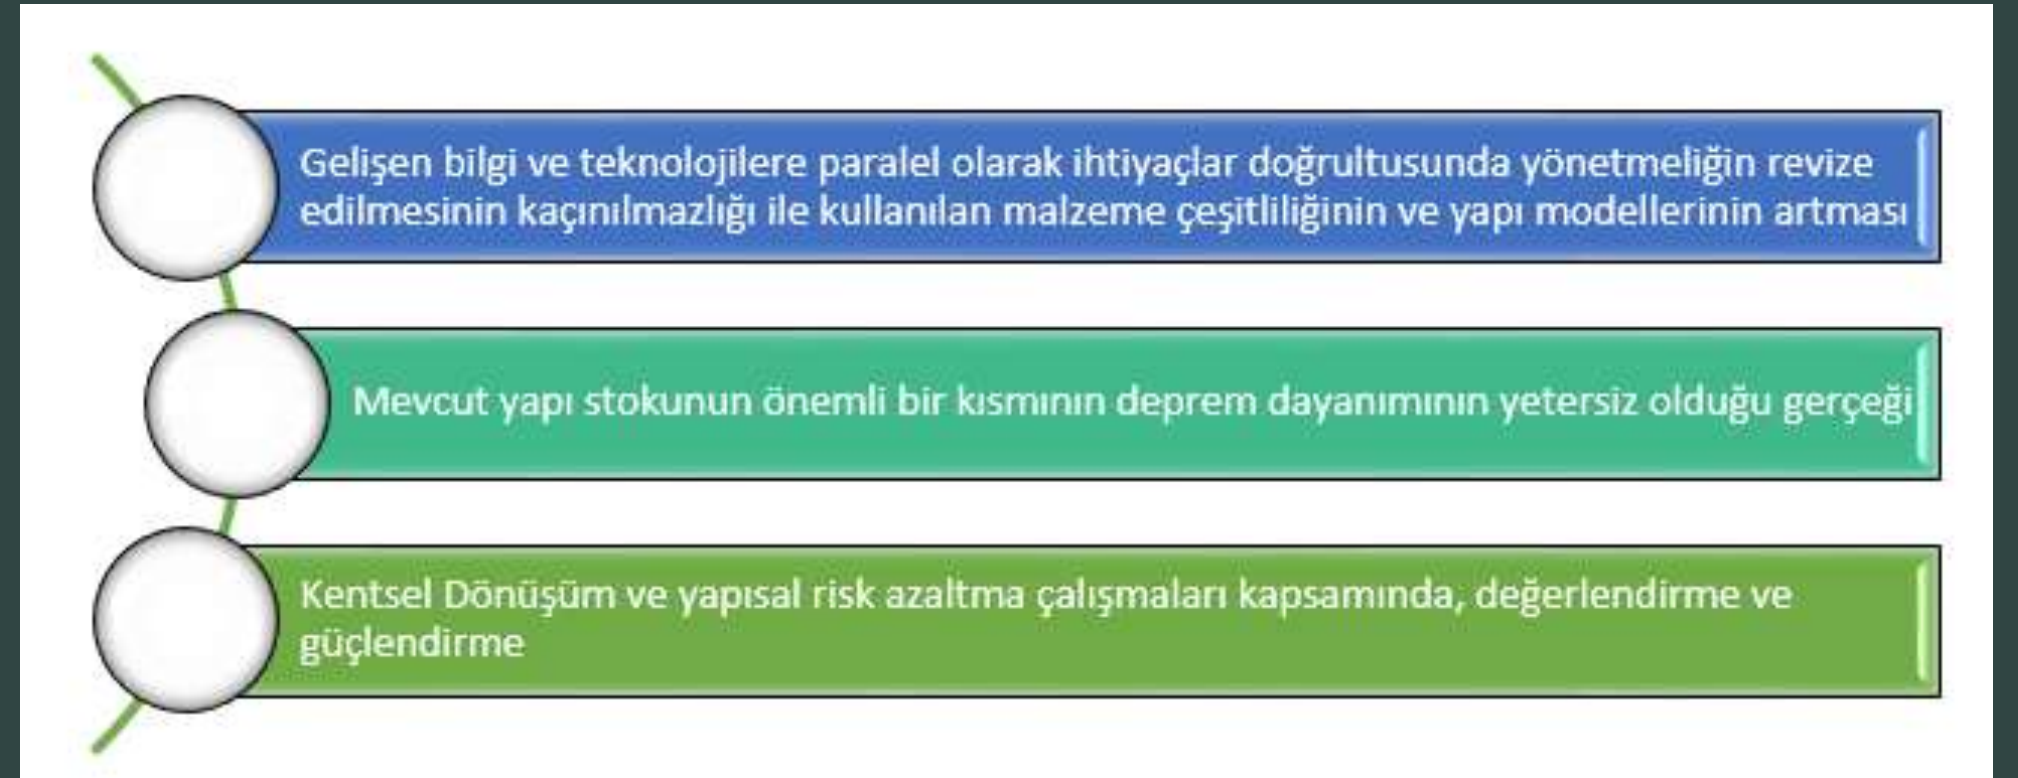 Gelişen bilgi ve teknolojilere paralel olarak ihtiyaçlar doğrultusunda yönetmeliğin revize
edilmesinin kaçınılmazlığı ile kullanılan malzeme çeşitliliğinin ve yapı modellerinin artması
Mevcut yapı stokunun önemli bir kısmının deprem dayanımının yetersiz olduğu gerçeği
Kentsel Dönüşüm ve yapısal risk azaltma çalışmaları kapsamında, değerlendirme ve
güçlendirme